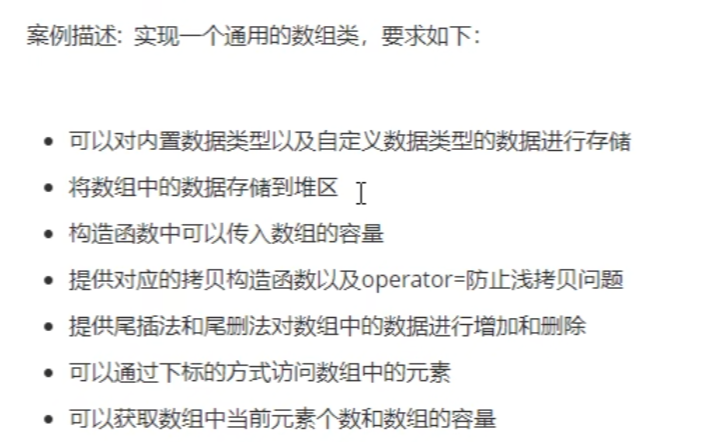 案例描述: 实现一个通用的数组类，要求如下：
可以对内置数据类型以及自定义数据类型的数据进行存储
将数组中的数据存储到堆区
构造函数中可以传入数组的容量
提供对应的拷贝构造函数以及operator=防止浅拷贝问题
提供尾插法和尾删法对数组中的数据进行增加和删除
可以通过下标的方式访问数组中的元素
可以获取数组中当前元素个数和数组的容量